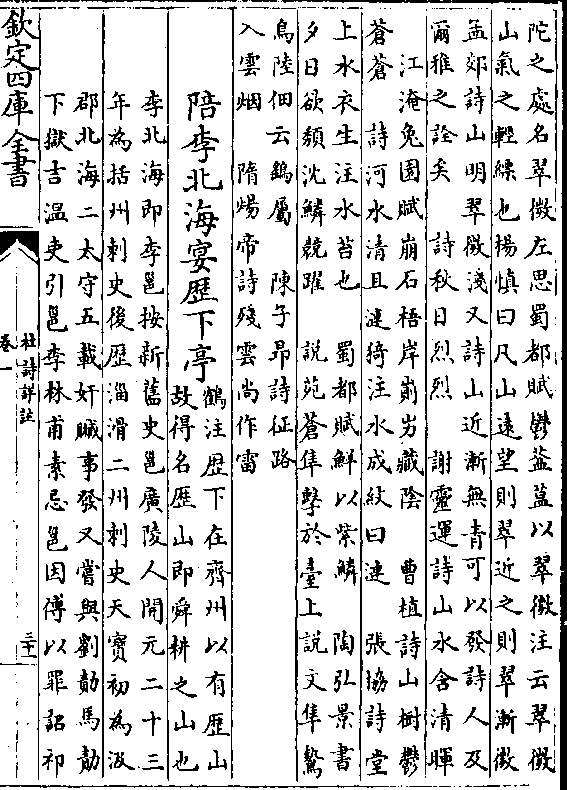 陀之處名翠微左思蜀都賦鬱葐蒀以翠微注云翠微
山氣之輕縹也楊慎曰凡山遠望則翠近之則翠漸微
孟郊詩山明翠微淺又詩山近漸無青可以發詩人及
爾雅之詮矣　詩秋日烈烈　謝靈運詩山水含清暉
江淹兔園賦崩石梧岸崱屴藏陰　曹植詩山樹鬱
蒼蒼　詩河水清且漣猗注水成紋曰漣　張協詩堂
上水衣生注水苔也　蜀都賦鮮以紫鱗　陶弘景書
夕日欲頹沈鱗競躍　説苑蒼隼擊於臺上説文隼鷙
鳥陸佃云鷂屬　陳子昂詩征路
入雲烟　隋煬帝詩殘雲尚作雷
陪李北海宴歴下亭
鶴注歴下在齊州以有歴山
故得名歴山即舜耕之山也
李北海即李邕按新舊史邕廣陵人開元二十三
年為括州刺史後歴淄滑二州刺史天寳初為汲
郡北海二太守五載奸贓事發又嘗與劉勣馬勣
下獄吉温吏引邕李林甫素忌邕因傅以罪詔祁
欽定四庫全書
杜詩詳註
卷一
三十